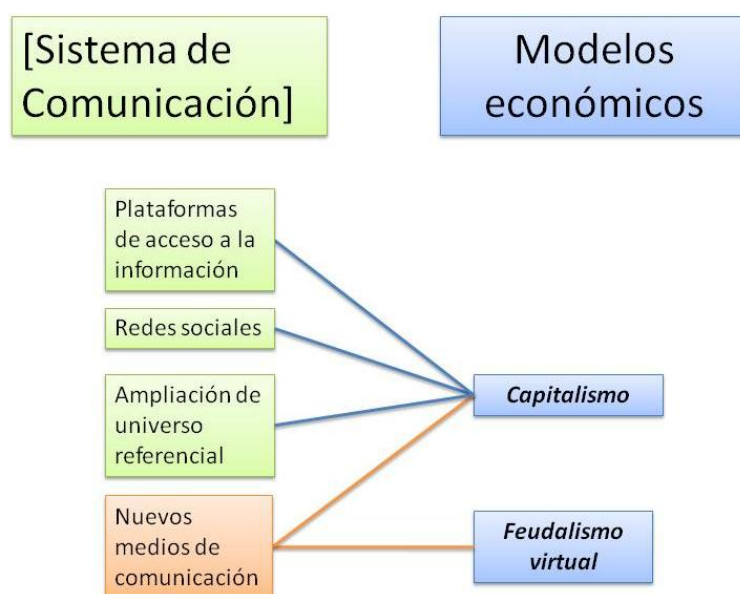 [Sistema de
Comunicación]
Modelos
económicos
Plataformas
de acceso a la
información
Redes sociales
Ampliación de
universo
referencial
Nuevos
medios de
comunicación
Capitalismo
Feudalismo
virtual